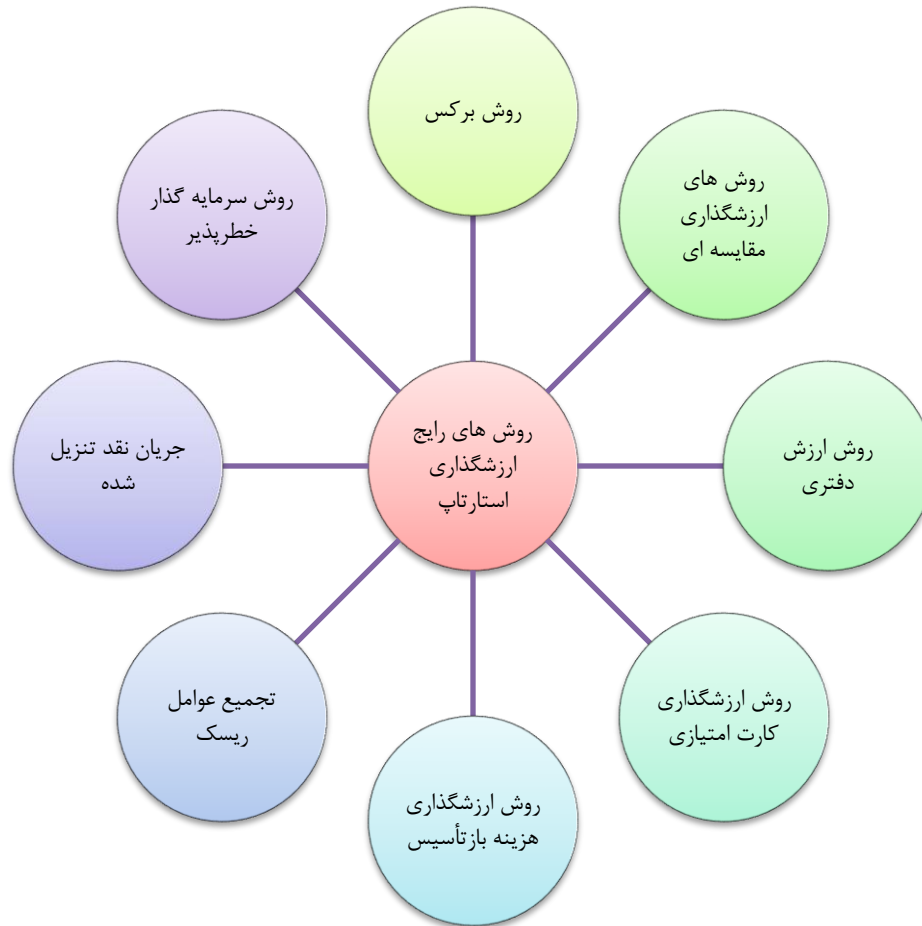 روش برکس
روش های
ارزشگذاری
مقایسه ای
روش ارزش
دفتری
روش ارزشگذاری
کارت امتیازی
روش ارزشگذاری
هزینه بازتأسیس
تجمیع عوامل
ریسک
جریان نقد تنزیل
شده
روش سرمایه گذار
خطرپذیر
روش های رایج
ارزشگذاری
استارتاپ